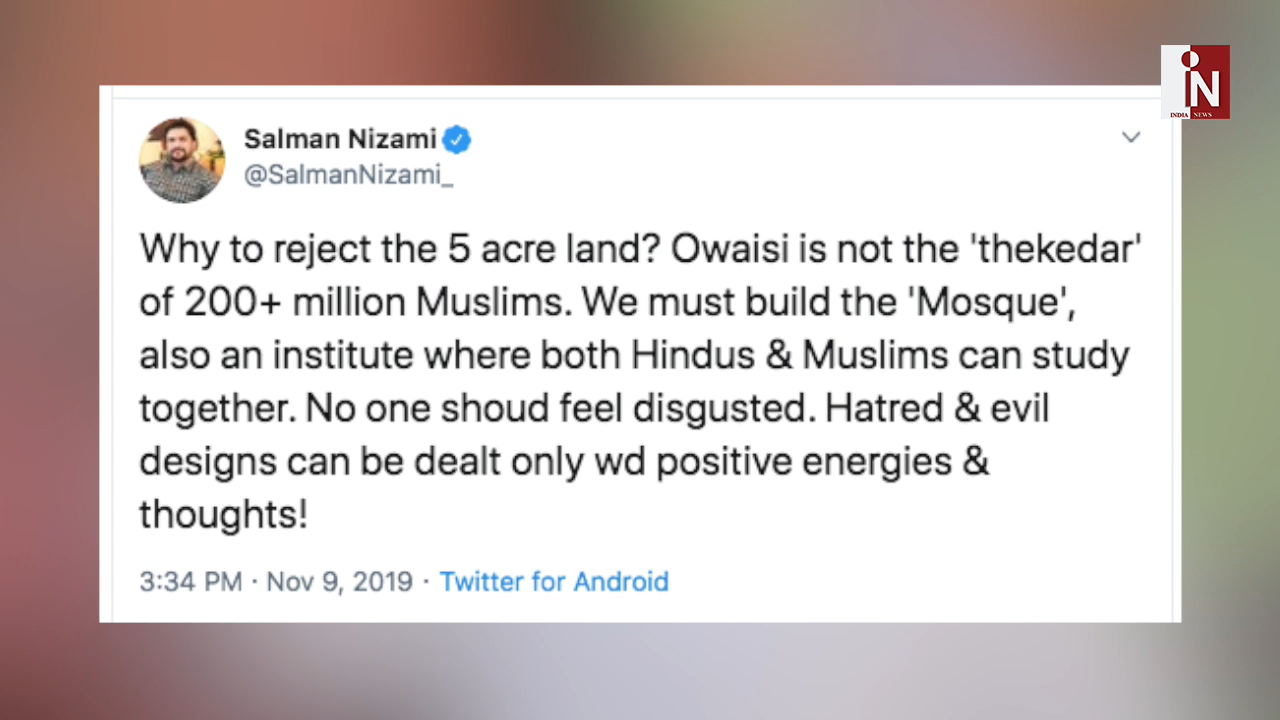 iN
INDIA NEWS
Salman Nizami
@SalmanNizami_
Why to reject the 5 acre land? Owaisi is not the 'thekedar'
of 200+ million Muslims. We must build the 'Mosque',
also an institute where both Hindus & Muslims can study
together. No one shoud feel disgusted. Hatred & evil
designs can be dealt only wd positive energies &
thoughts!
3:34 PM · Nov 9, 2019 · Twitter for Android